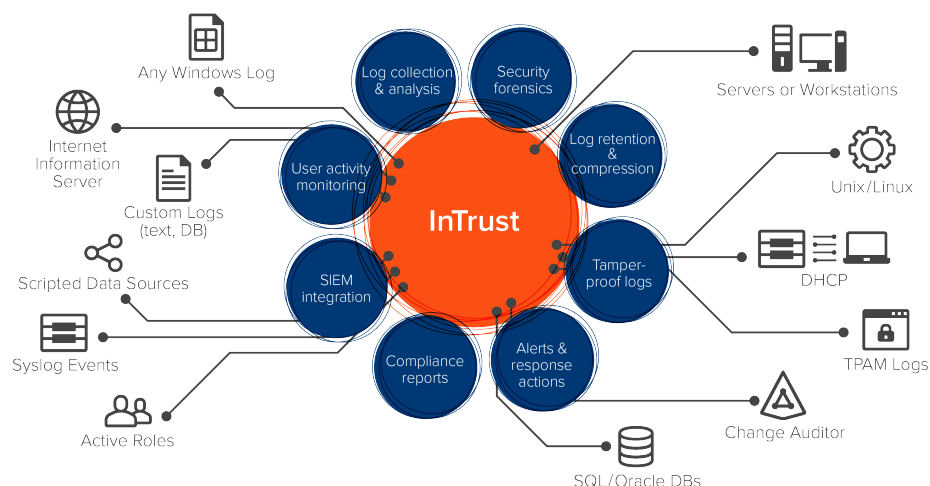 Any Windows Log
Internet
Information
Server
Custom Logs
(text, DB)
Scripted Data Sources
Syslog Events
Active Roles
Log collection
& analysis
Security
forensics
User activity
monitoring
Log retention
&
compression
InTrust
SIEM
integration
Tamper-
proof logs
Compliance
reports
Alerts &
response
actions
Servers or Workstations
Unix/Linux
DHCP
TPAM Logs
Change Auditor
SQL/Oracle DBs